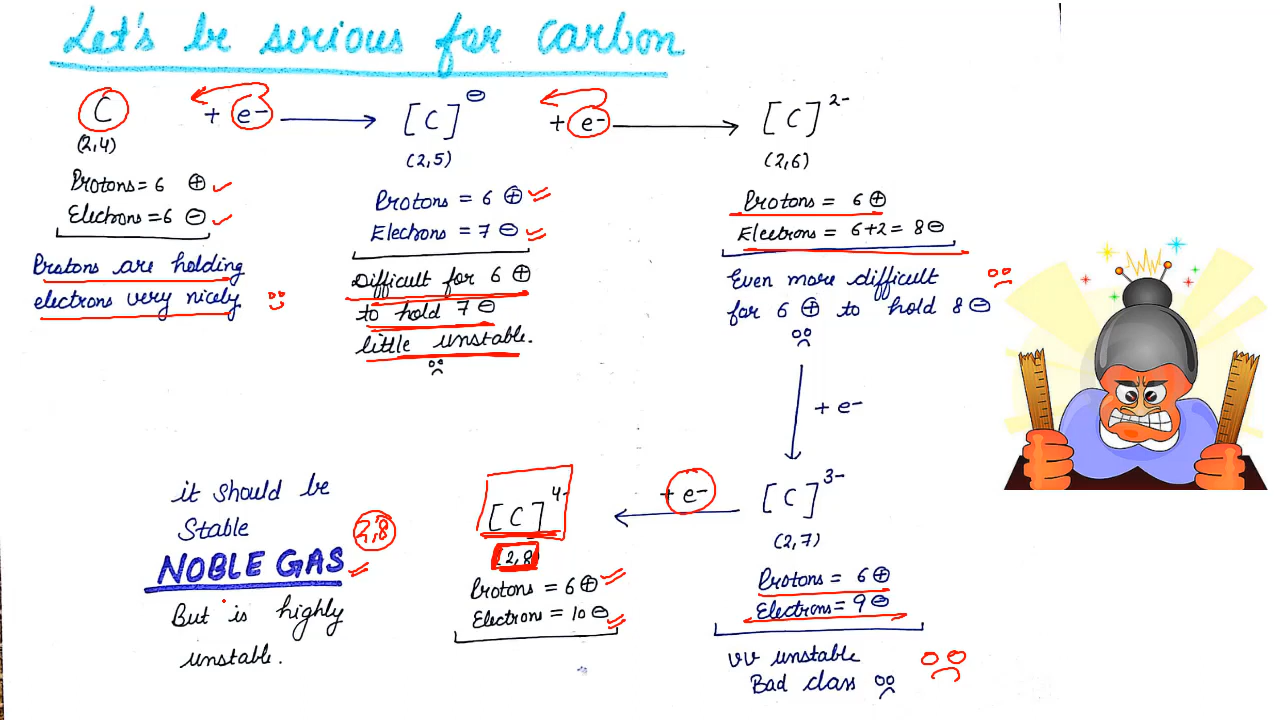 Let's be serious for carbon
C + e- → [C]⊖ + e- → [C]2-
(2,4) (2,5) (2,6)
Protons = 6 ⊕
Electrons = 6 ⊖
Protons are holding
electrons very nicely.
Protons = 6 ⊕
Electrons = 7 ⊖
Difficult for 6 ⊕
to hold 7 ⊖
little unstable.
Protons = 6 ⊕
Electrons = 6+2 = 8 ⊖
Even more difficult
for 6 ⊕ to hold 8 ⊖
+ e-
[C]3-
(2,7)
Protons = 6 ⊕
Electrons = 9 ⊖
vv unstable
Bad class
+ e-
[C]4-
(2,8)
Protons = 6 ⊕
Electrons = 10 ⊖
it should be
Stable 2,8
NOBLE GAS
But is highly
unstable.